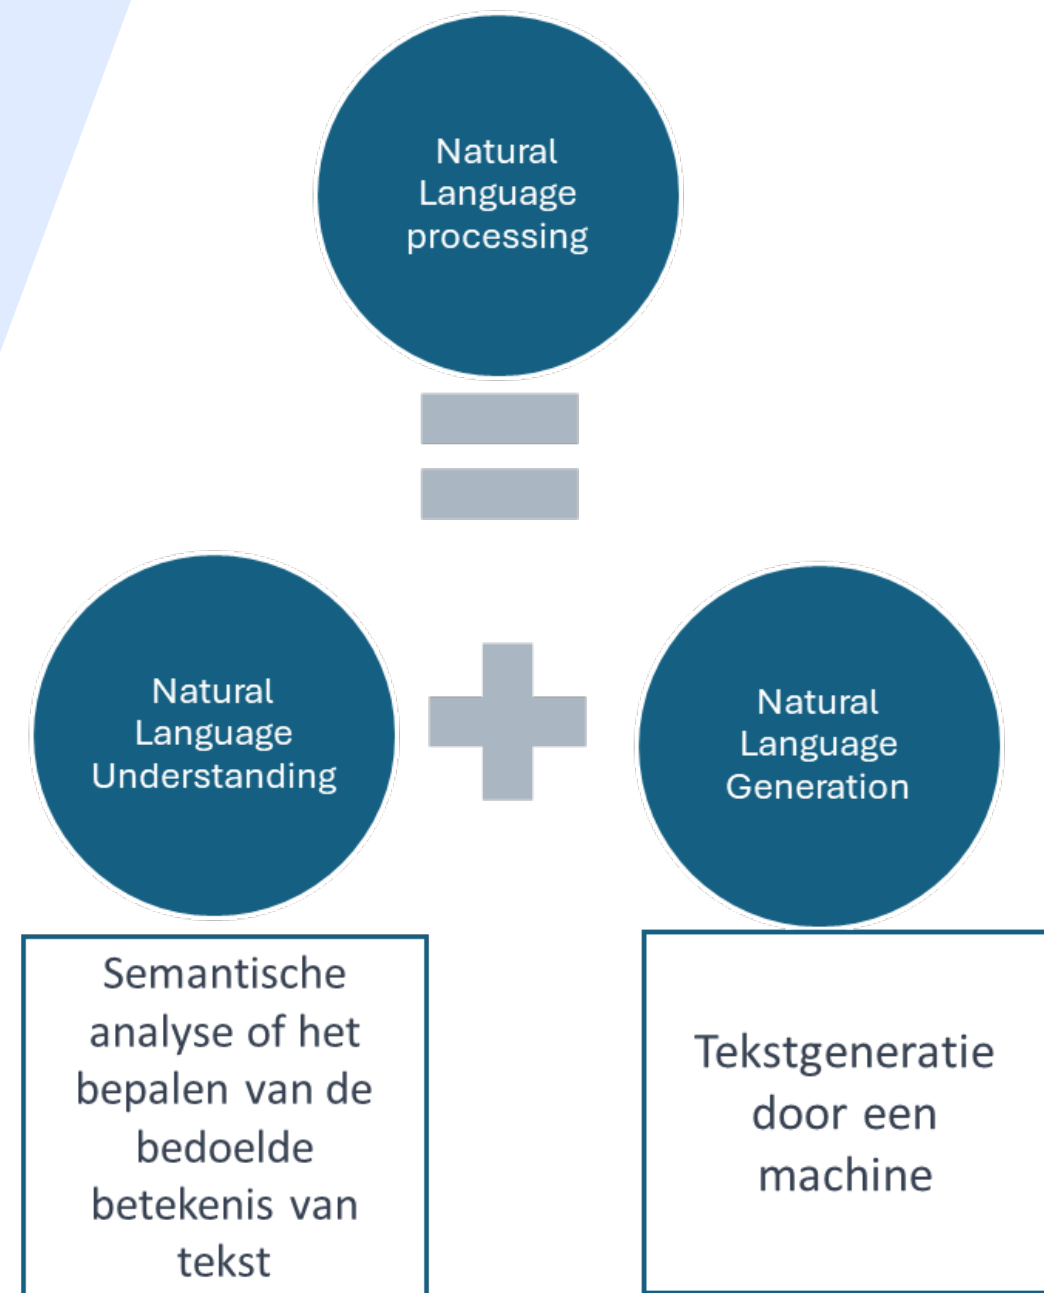 Natural
Language
processing
Natural
Language
Understanding
Natural
Language
Generation
Semantische
analyse of het
bepalen van de
bedoelde
betekenis van
tekst
Tekstgeneratie
door een
machine